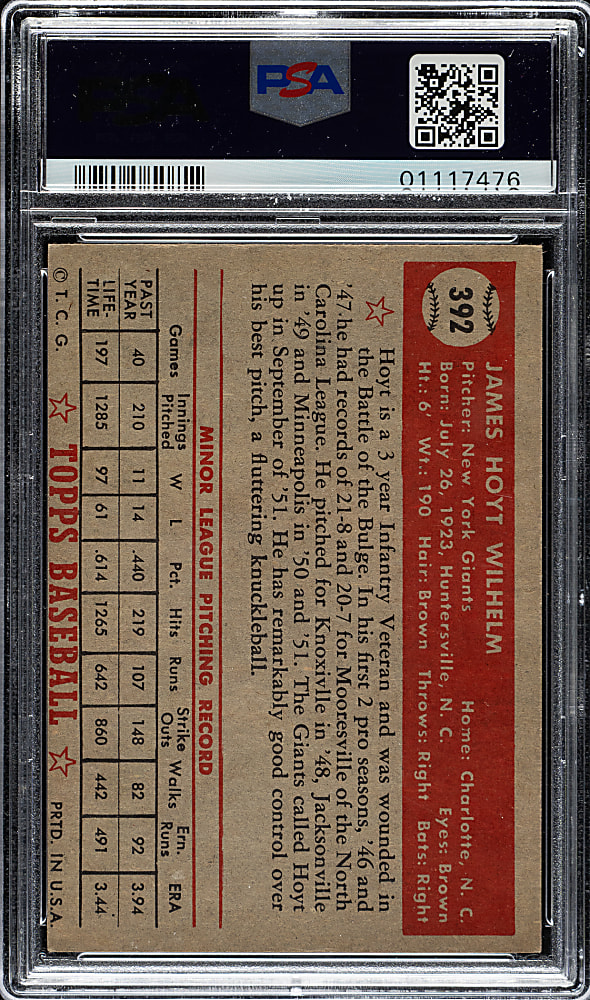 PSA
01117476
392
JAMES HOYT WILHELM
Pitcher: New York Giants Home: Charlotte, N. C.
Born: July 26, 1923, Huntersville, N. C. Eyes: Brown
Ht.: 6' Wt.: 190 Hair: Brown Throws: Right Bats: Right
Hoyt is a 3 year Infantry Veteran and was wounded in
the Battle of the Bulge. In his first 2 pro seasons, '46 and
'47, he had records of 21-8 and 20-7 for Mooresville of the North
Carolina League. He pitched for Knoxville in '48, Jacksonville
in '49 and Minneapolis in '50 and '51. The Giants called Hoyt
up in September of '51. He has remarkably good control over
his best pitch, a fluttering knuckleball.
MINOR LEAGUE PITCHING RECORD
Games Innings Pitched W L Pct. Hits Runs Strike Outs Walks Ern. Runs ERA
PAST YEAR 40 210 11 14 .440 219 107 148 82 92 3.94
LIFE-TIME 197 1285 97 61 .614 1265 642 860 442 491 3.44
© T. C. G. TOPPS BASEBALL PRTD. IN U.S.A.